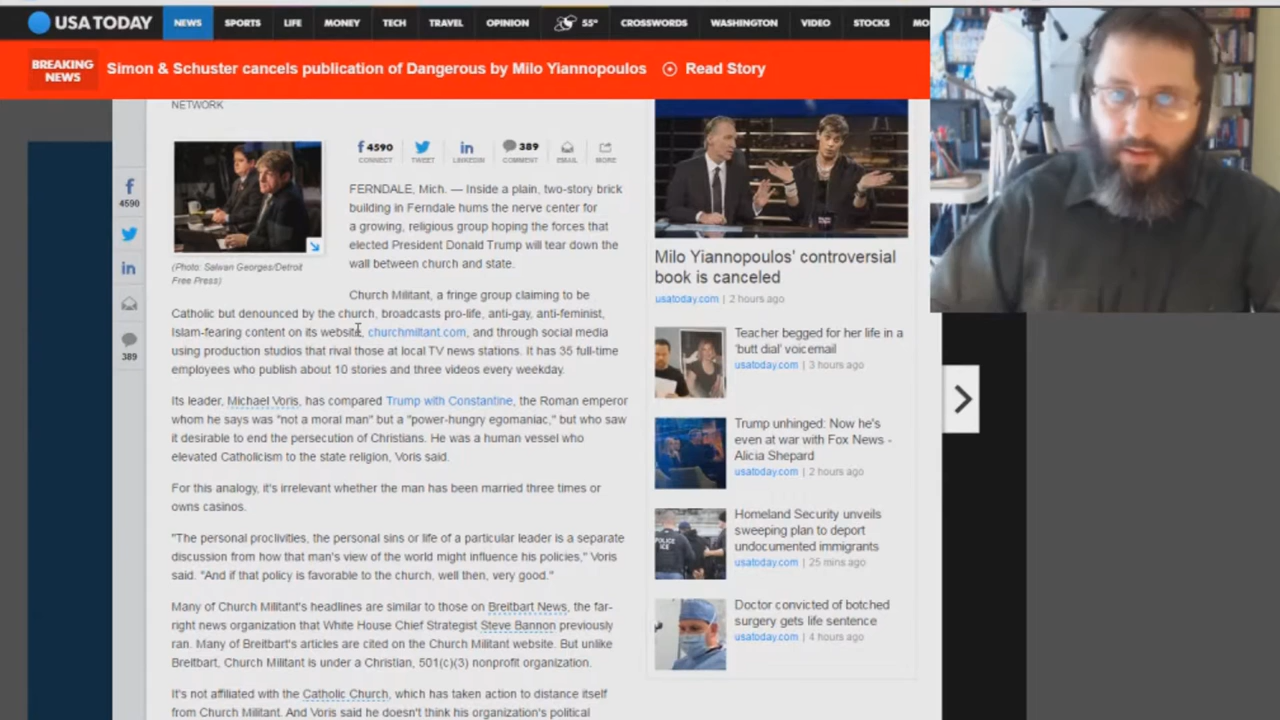 USA TODAY NEWS SPORTS LIFE MONEY TECH TRAVEL OPINION 55° CROSSWORDS WASHINGTON VIDEO STOCKS MO
BREAKING
NEWS
Simon & Schuster cancels publication of Dangerous by Milo Yiannopoulos Read Story
NETWORK
4590
CONNECT
TWEET
LINKEDIN
389
COMMENT
EMAIL
MORE
4590
389
(Photo: Salwan Georges/Detroit
Free Press)
FERNDALE, Mich. — Inside a plain, two-story brick
building in Ferndale hums the nerve center for
a growing, religious group hoping the forces that
elected President Donald Trump will tear down the
wall between church and state.
Church Militant, a fringe group claiming to be
Catholic but denounced by the church, broadcasts pro-life, anti-gay, anti-feminist,
Islam-fearing content on its website, churchmiltant.com, and through social media
using production studios that rival those at local TV news stations. It has 35 full-time
employees who publish about 10 stories and three videos every weekday.
Its leader, Michael Voris, has compared Trump with Constantine, the Roman emperor
whom he says was "not a moral man" but a "power-hungry egomaniac," but who saw
it desirable to end the persecution of Christians. He was a human vessel who
elevated Catholicism to the state religion, Voris said.
For this analogy, it's irrelevant whether the man has been married three times or
owns casinos.
"The personal proclivities, the personal sins or life of a particular leader is a separate
discussion from how that man's view of the world might influence his policies," Voris
said. "And if that policy is favorable to the church, well then, very good."
Many of Church Militant's headlines are similar to those on Breitbart News, the far-
right news organization that White House Chief Strategist Steve Bannon previously
ran. Many of Breitbart's articles are cited on the Church Militant website. But unlike
Breitbart, Church Militant is under a Christian, 501(c)(3) nonprofit organization.
It's not affiliated with the Catholic Church, which has taken action to distance itself
from Church Militant. And Voris said he doesn't think his organization's political
Milo Yiannopoulos' controversial
book is canceled
usatoday.com | 2 hours ago
Teacher begged for her life in a
'butt dial' voicemail
usatoday.com | 3 hours ago
Trump unhinged: Now he's
even at war with Fox News -
Alicia Shepard
usatoday.com | 2 hours ago
POLICE
ICE
Homeland Security unveils
sweeping plan to deport
undocumented immigrants
usatoday.com | 25 mins ago
Doctor convicted of botched
surgery gets life sentence
usatoday.com | 4 hours ago